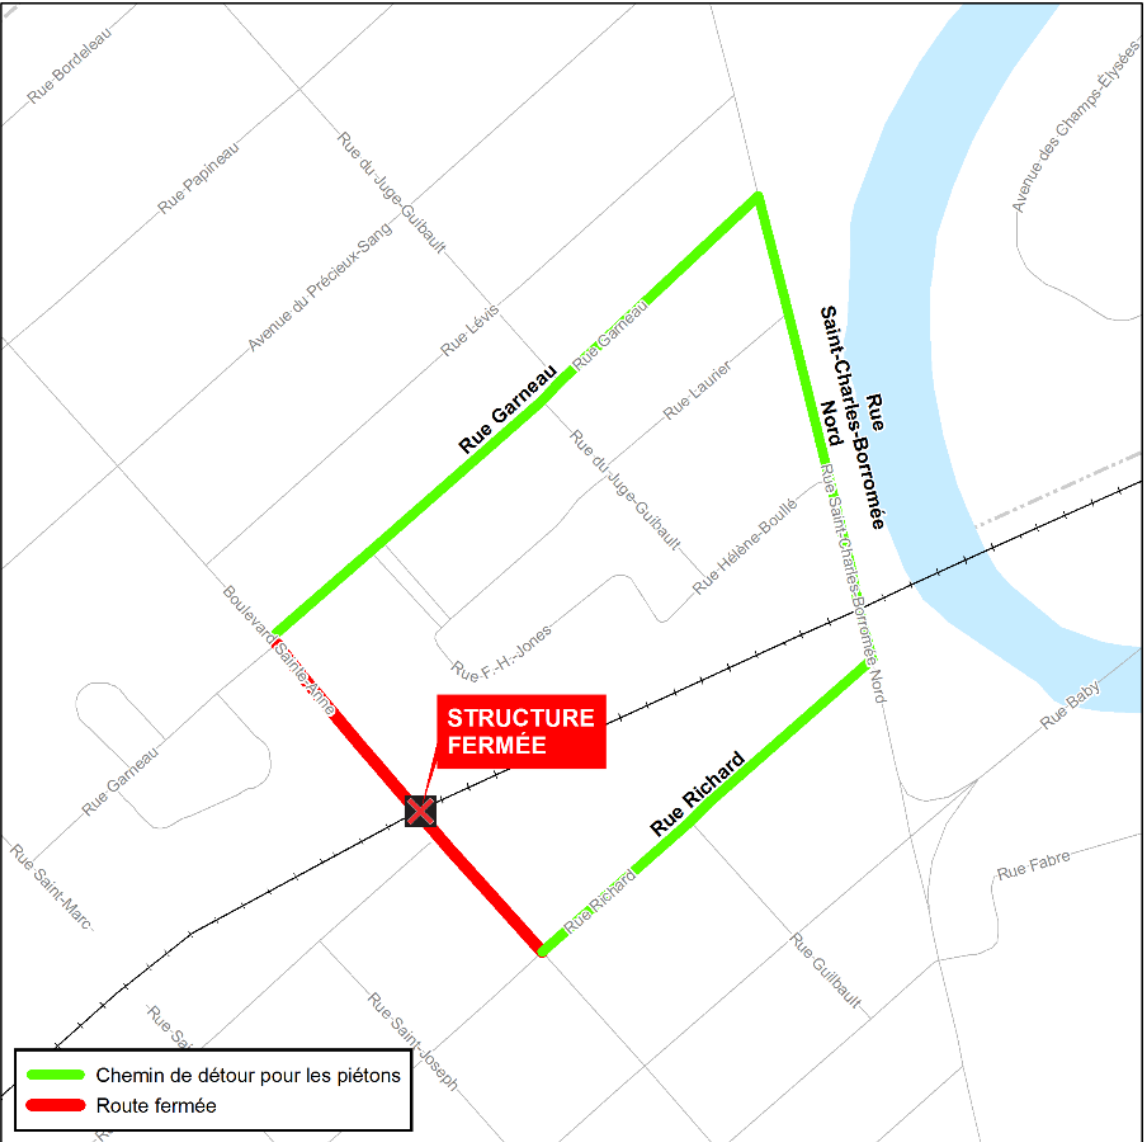 Rue Bordeleau
Rue Papineau
Avenue du Précieux-Sang
Rue du Juge-Guibault
Avenue des Champs-Élysées
Rue Lévis
Rue Garneau
Rue Garneau
Rue Laurier
Rue
Saint-Charles-Borromée
Nord
Rue du Juge-Guibault
Rue Saint-Charles-Borromée Nord
Rue Hélène-Boullé
Boulevard Sainte-Anne
Rue F.-H.-Jones
STRUCTURE
FERMÉE
Rue Baby
Rue Garneau
Rue Richard
Rue Saint-Marc
Rue Richard
Rue Fabre
Rue Guilbault
Rue Saint-Joseph
Chemin de détour pour les piétons
Route fermée